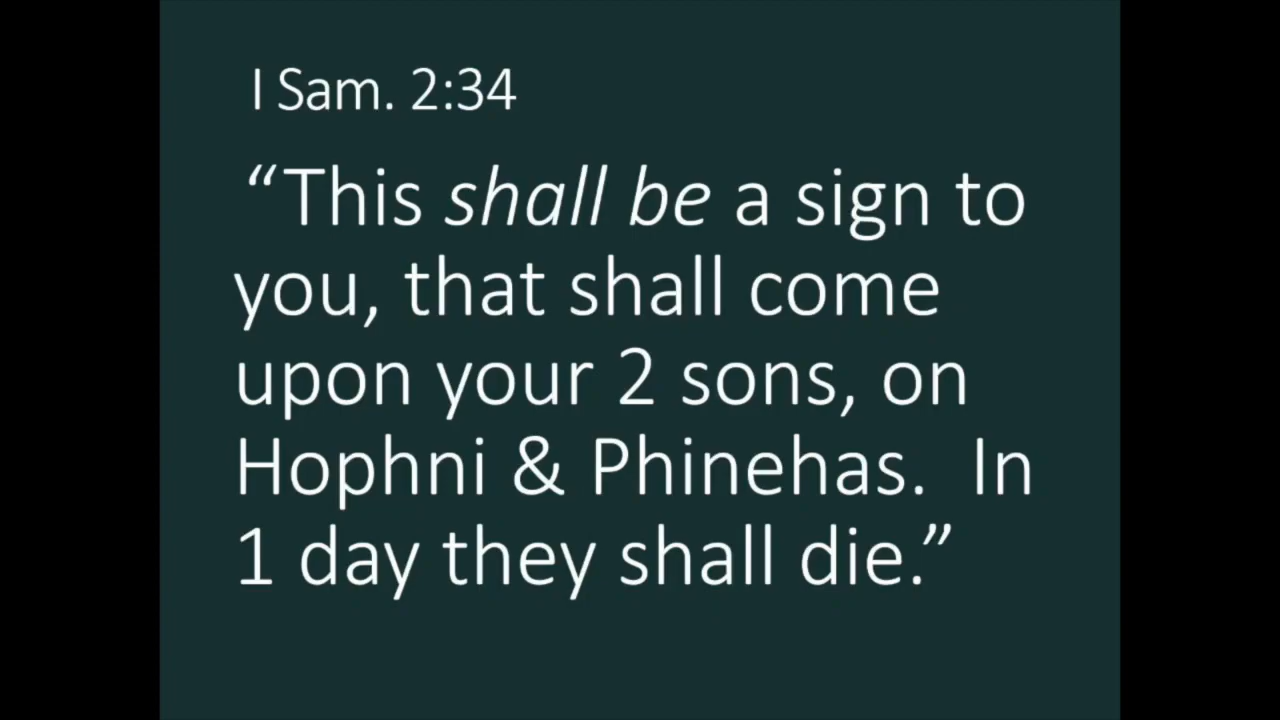 I Sam. 2:34
“This shall be a sign to
you, that shall come
upon your 2 sons, on
Hophni & Phinehas.  In
1 day they shall die.”